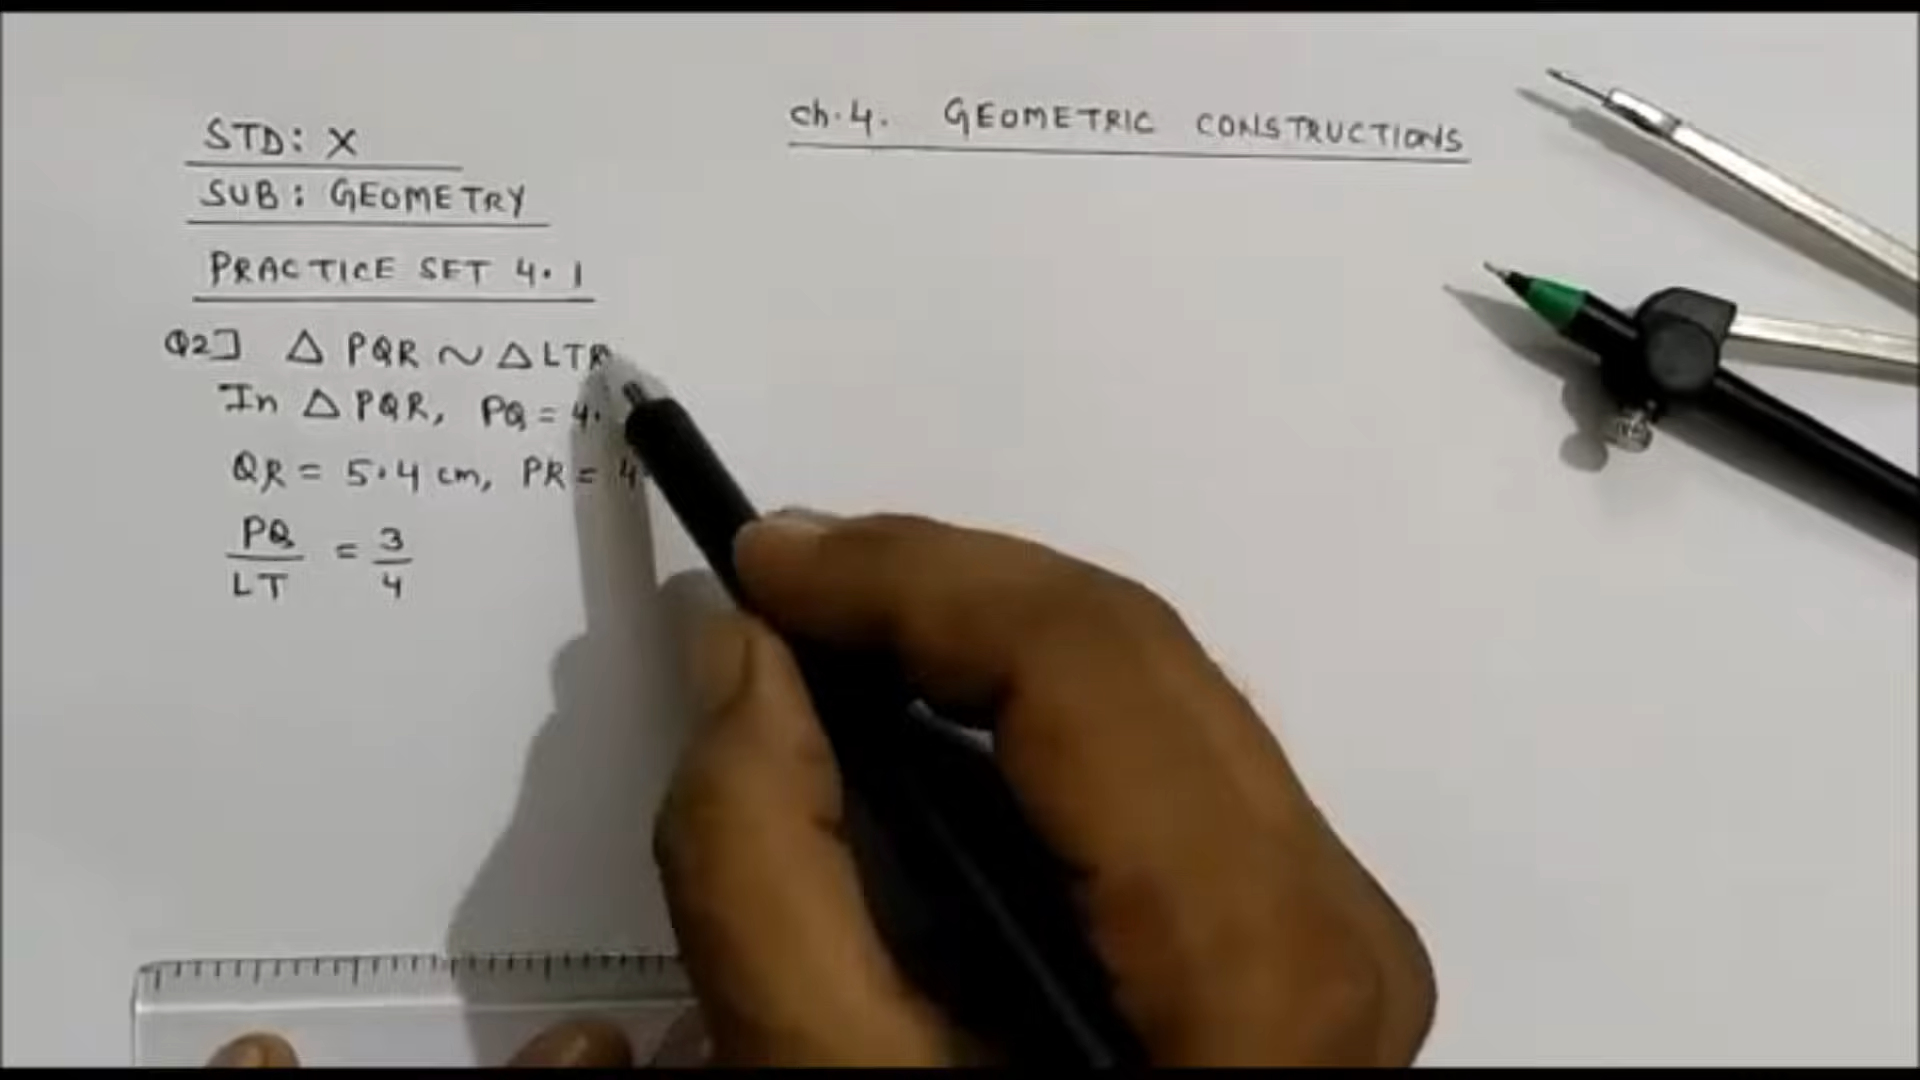 STD: X
ch.4. GEOMETRIC CONSTRUCTIONS
SUB: GEOMETRY
PRACTICE SET 4.1
Q2] △ PQR ~ △ LTR
In △ PQR, PQ = 4.
QR = 5.4 cm, PR = 4.
PQ/LT = 3/4